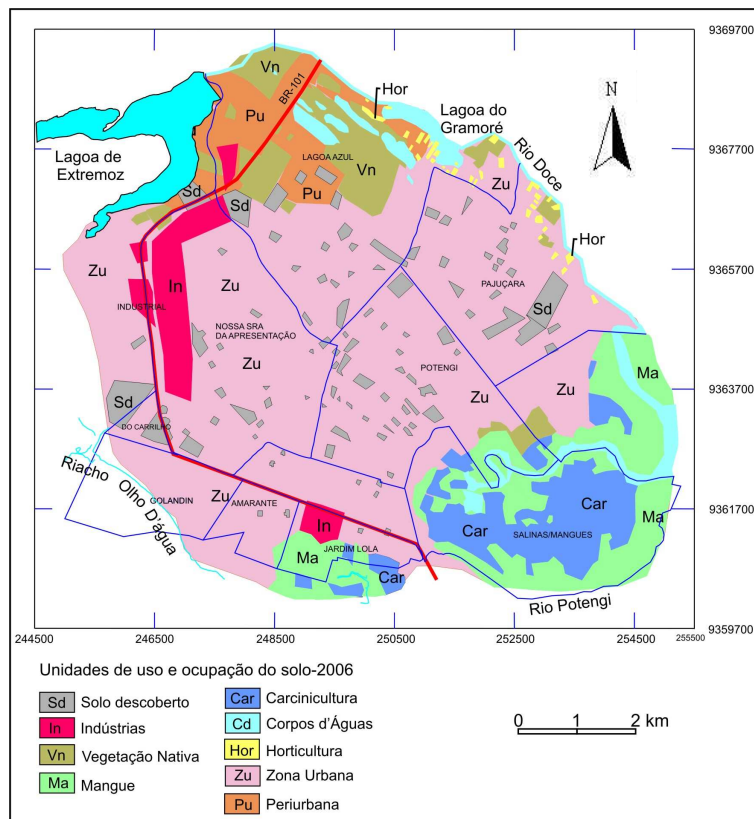 9369700
9367700
9365700
9363700
9361700
9359700
244500
246500
248500
250500
252500
254500
255500
N
Vn
BR-101
Hor
Pu
Lagoa do
Gramoré
Lagoa de
Extremoz
LAGOA AZUL
Vn
Rio Doce
Sd
Sd
Pu
Zu
Hor
Zu
In
Zu
PAJUÇARA
INDUSTRIAL
Sd
NOSSA SRA
DA APRESENTAÇÃO
Zu
POTENGI
Ma
Sd
Zu
Zu
DO CARRILHO
Riacho Olho D'água
GOLANDIN
Zu
AMARANTE
In
JARDIM LOLA
Ma
Car
Car
Car
SALINAS/MANGUES
Ma
Rio Potengi
Unidades de uso e ocupação do solo-2006
Sd Solo descoberto
In Indústrias
Vn Vegetação Nativa
Ma Mangue
Car Carcinicultura
Cd Corpos d'Águas
Hor Horticultura
Zu Zona Urbana
Pu Periurbana
0 1 2 km